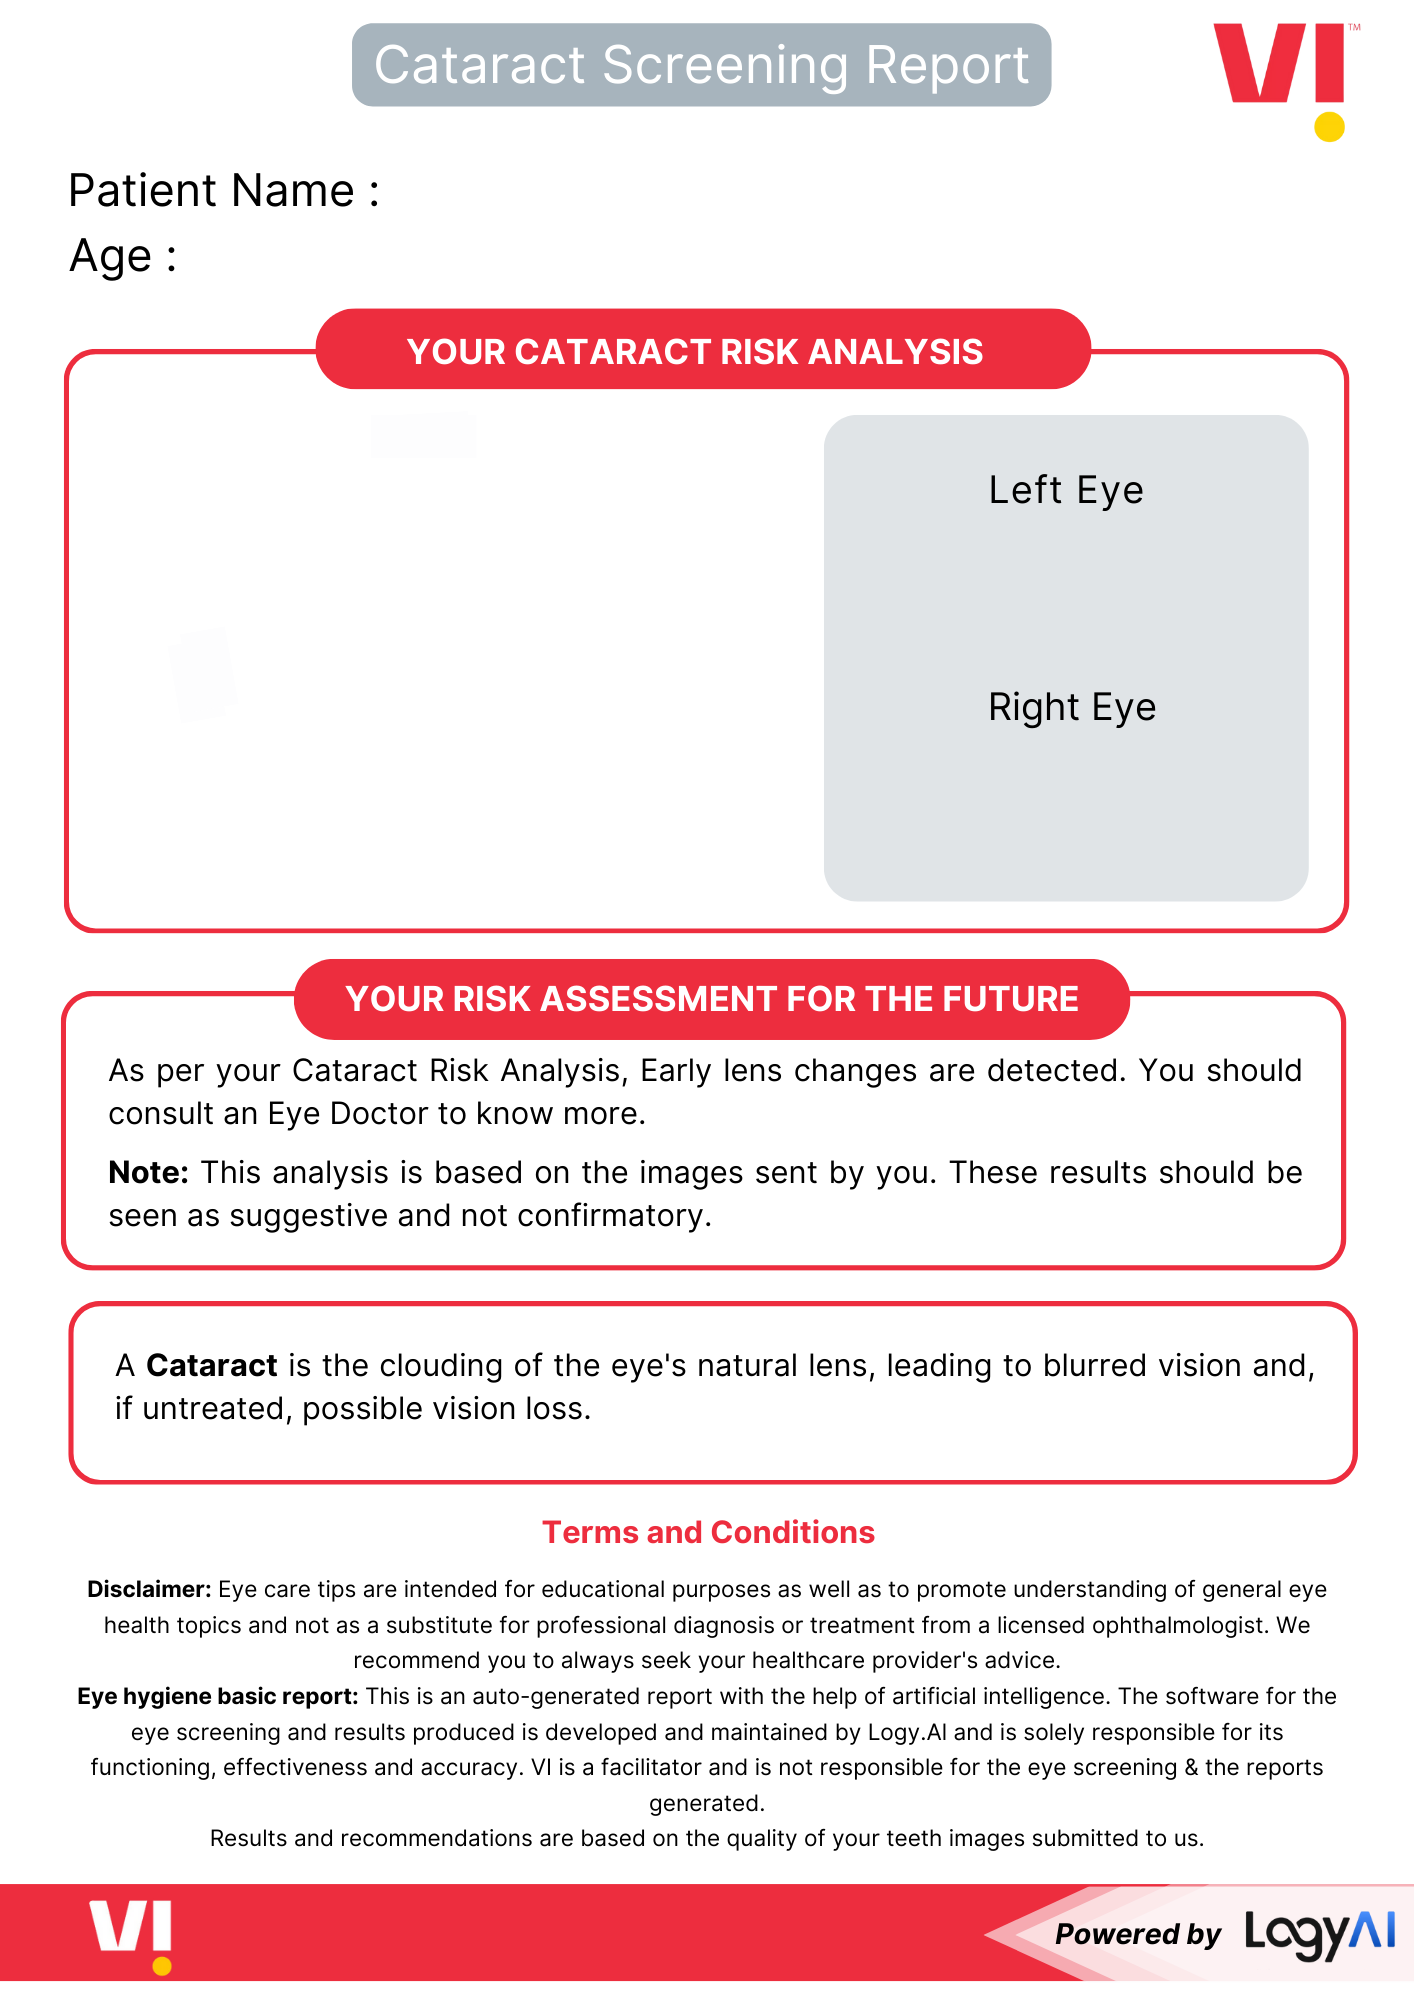 Cataract Screening Report
VI
TM
Patient Name :
Age :
YOUR CATARACT RISK ANALYSIS
Left Eye
Right Eye
YOUR RISK ASSESSMENT FOR THE FUTURE
As per your Cataract Risk Analysis, Early lens changes are detected. You should
consult an Eye Doctor to know more.
Note: This analysis is based on the images sent by you. These results should be
seen as suggestive and not confirmatory.
A Cataract is the clouding of the eye's natural lens, leading to blurred vision and,
if untreated, possible vision loss.
Terms and Conditions
Disclaimer: Eye care tips are intended for educational purposes as well as to promote understanding of general eye
health topics and not as a substitute for professional diagnosis or treatment from a licensed ophthalmologist. We
recommend you to always seek your healthcare provider's advice.
Eye hygiene basic report: This is an auto-generated report with the help of artificial intelligence. The software for the
eye screening and results produced is developed and maintained by Logy.AI and is solely responsible for its
functioning, effectiveness and accuracy. VI is a facilitator and is not responsible for the eye screening & the reports
generated.
Results and recommendations are based on the quality of your teeth images submitted to us.
VI
Powered by LogyAI